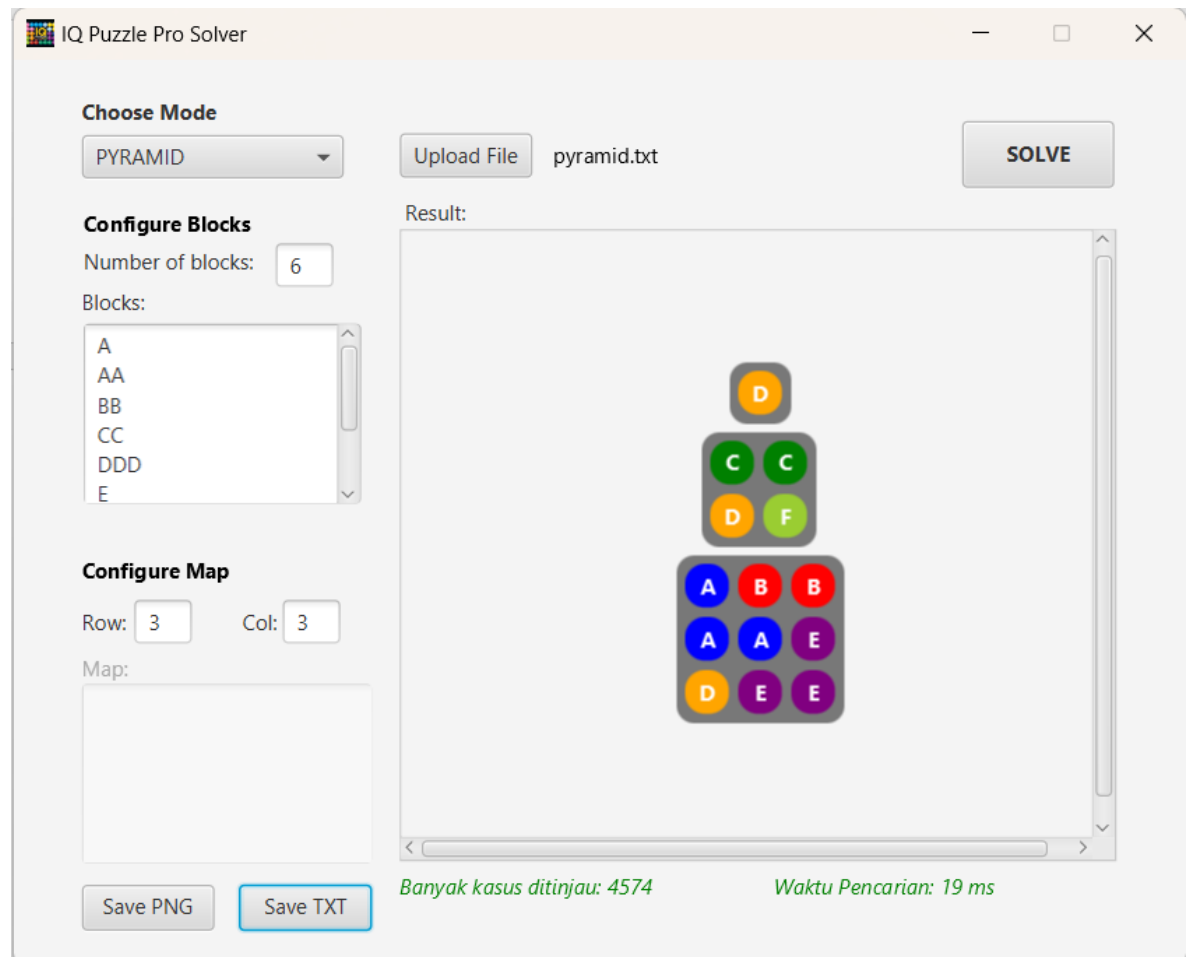 IQ Puzzle Pro Solver
Choose Mode
PYRAMID
Upload File pyramid.txt
SOLVE
Configure Blocks
Number of blocks: 6
Blocks:
A
AA
BB
CC
DDD
E
Configure Map
Row: 3 Col: 3
Map:
Save PNG Save TXT
Result:
D
C C
D F
A B B
A A E
D E E
Banyak kasus ditinjau: 4574 Waktu Pencarian: 19 ms